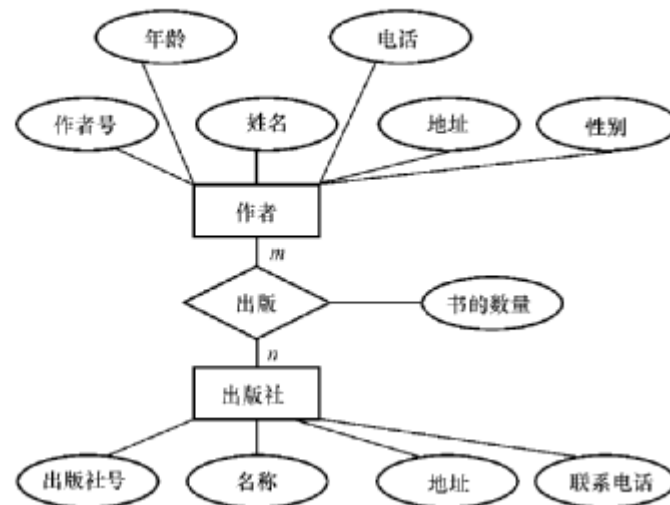 年龄 电话
作者号 姓名 地址 性别
作者
m
出版 书的数量
n
出版社
出版社号 名称 地址 联系电话